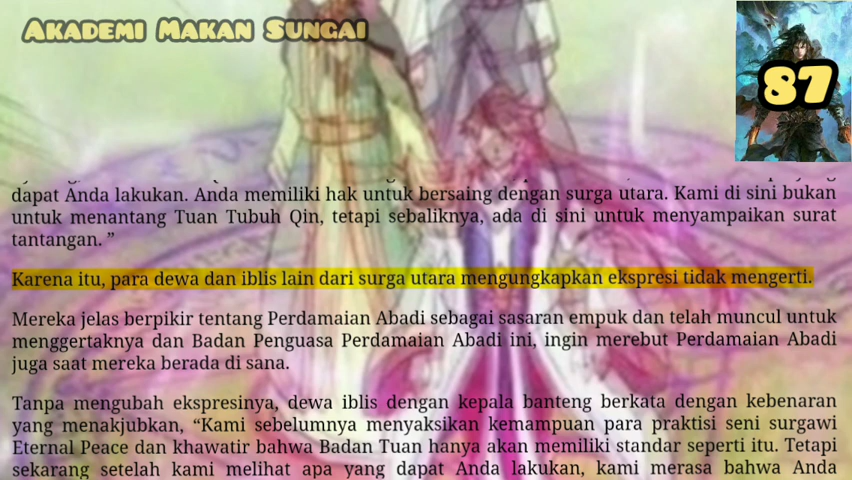 Akademi Makan Sungai
87
dapat Anda lakukan. Anda memiliki hak untuk bersaing dengan surga utara. Kami di sini bukan
untuk menantang Tuan Tubuh Qin, tetapi sebaliknya, ada di sini untuk menyampaikan surat
tantangan. ”
Karena itu, para dewa dan iblis lain dari surga utara mengungkapkan ekspresi tidak mengerti.
Mereka jelas berpikir tentang Perdamaian Abadi sebagai sasaran empuk dan telah muncul untuk
menggertaknya dan Badan Penguasa Perdamaian Abadi ini, ingin merebut Perdamaian Abadi
juga saat mereka berada di sana.
Tanpa mengubah ekspresinya, dewa iblis dengan kepala banteng berkata dengan kebenaran
yang menakjubkan, “Kami sebelumnya menyaksikan kemampuan para praktisi seni surgawi
Eternal Peace dan khawatir bahwa Badan Tuan hanya akan memiliki standar seperti itu. Tetapi
sekarang setelah kami melihat apa yang dapat Anda lakukan, kami merasa bahwa Anda